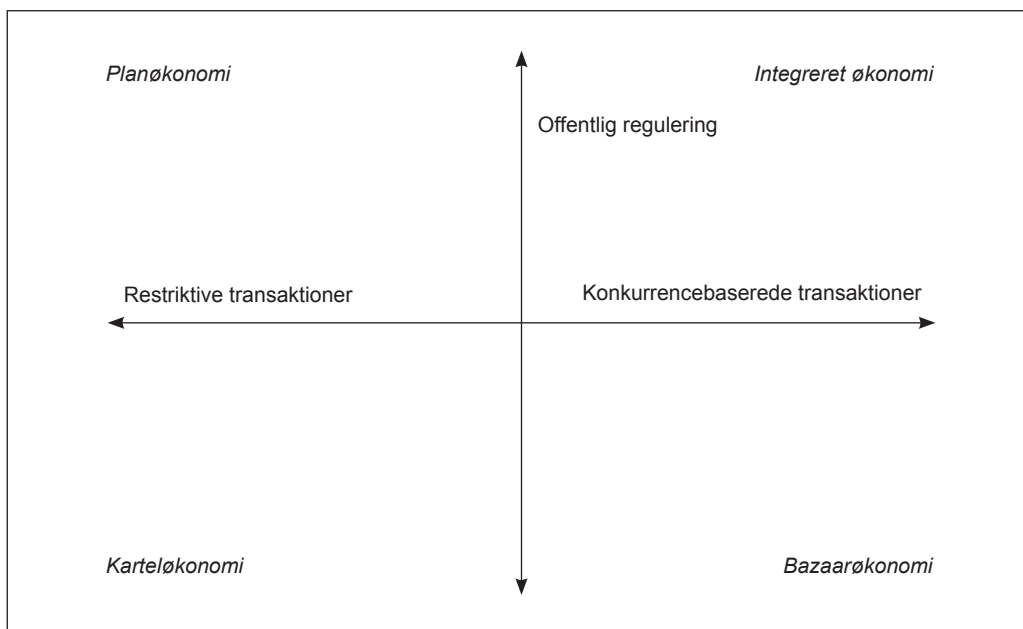 Planøkonomi
Integreret økonomi
Offentlig regulering
Restriktive transaktioner
Konkurrencebaserede transaktioner
Karteløkonomi
Bazaarøkonomi